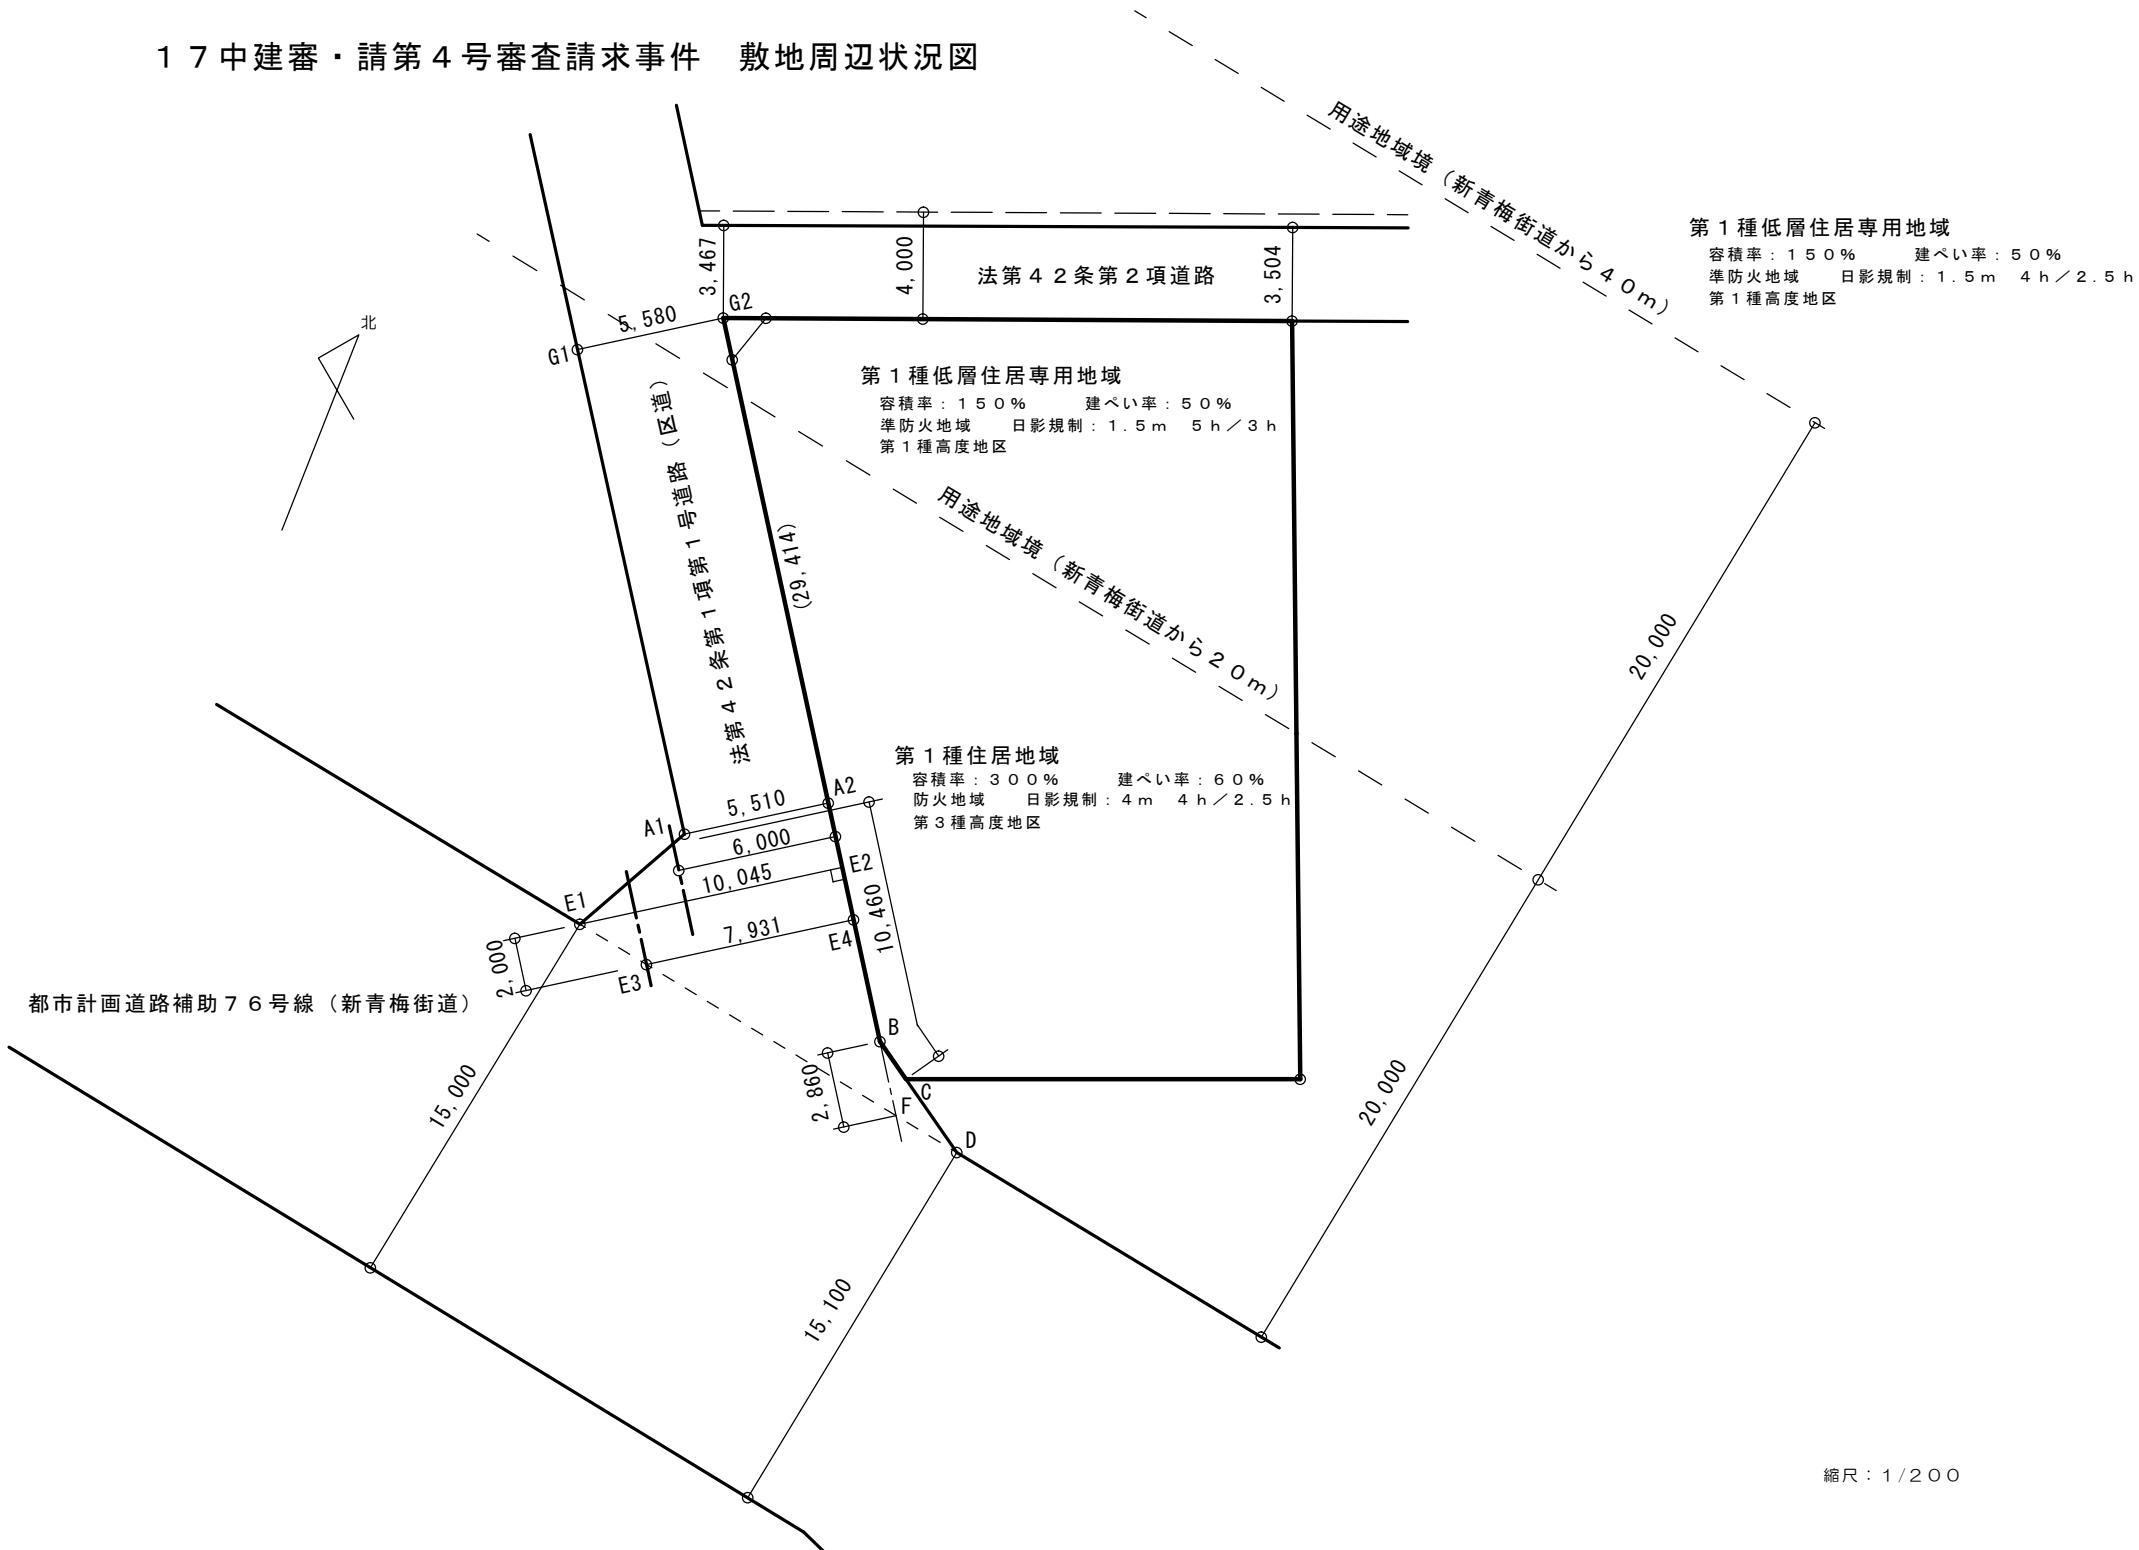 １７中建審・請第４号審査請求事件　敷地周辺状況図
用途地域境（新青梅街道から４０ｍ）
第１種低層住居専用地域
容積率：１５０％　　建ぺい率：５０％
準防火地域　日影規制：１.５ｍ　４ｈ／２.５ｈ
第１種高度地区
3,467
4,000
法第４２条第２項道路
3,504
北
G2
5,580
G1
第１種低層住居専用地域
容積率：１５０％　　建ぺい率：５０％
準防火地域　日影規制：１.５ｍ　５ｈ／３ｈ
第１種高度地区
法第４２条第１項第１号道路（区道）
(29,414)
用途地域境（新青梅街道から２０ｍ）
20,000
第１種住居地域
容積率：３００％　　建ぺい率：６０％
防火地域　日影規制：４ｍ　４ｈ／２.５ｈ
第３種高度地区
A2
5,510
A1
6,000
E2
10,045
10,460
E1
7,931
E4
2,000
E3
都市計画道路補助７６号線（新青梅街道）
B
2,860
C
F
D
15,000
20,000
15,100
縮尺：１/２００